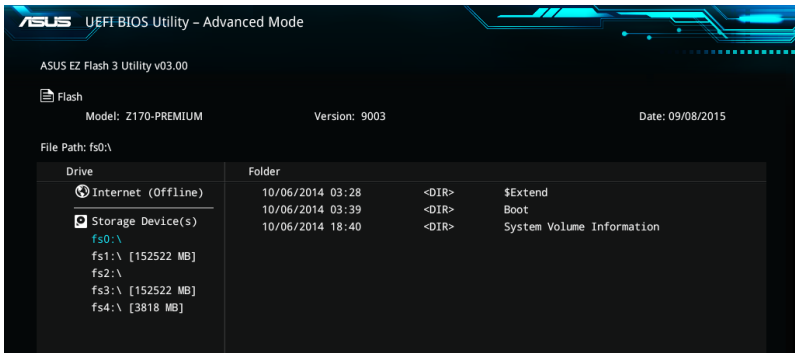 ASUS UEFI BIOS Utility – Advanced Mode
ASUS EZ Flash 3 Utility v03.00
Flash
Model: Z170-PREMIUM Version: 9003 Date: 09/08/2015
File Path: fs0:\
Drive Folder
Internet (Offline) 10/06/2014 03:28 <DIR> $Extend
10/06/2014 03:39 <DIR> Boot
Storage Device(s) 10/06/2014 18:40 <DIR> System Volume Information
fs0:\
fs1:\ [152522 MB]
fs2:\
fs3:\ [152522 MB]
fs4:\ [3818 MB]